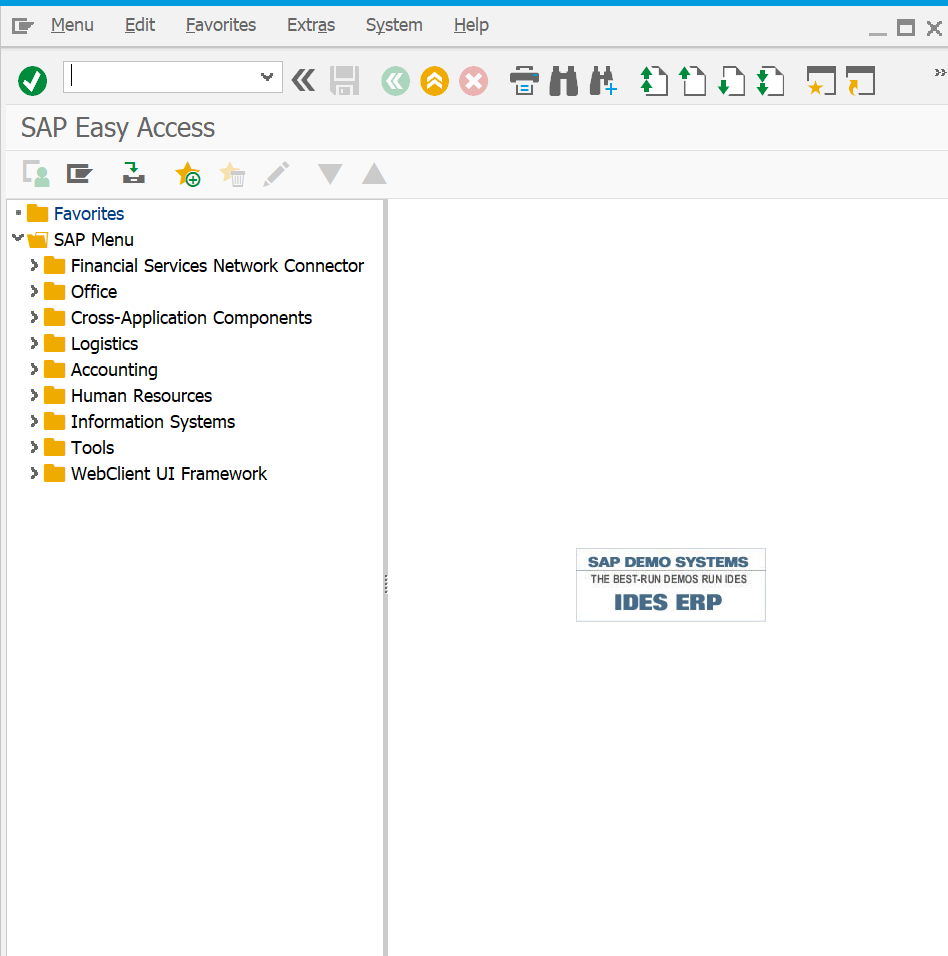 Menu Edit Favorites Extras System Help
SAP Easy Access
Favorites
SAP Menu
Financial Services Network Connector
Office
Cross-Application Components
Logistics
Accounting
Human Resources
Information Systems
Tools
WebClient UI Framework
SAP DEMO SYSTEMS
THE BEST-RUN DEMOS RUN IDES
IDES ERP